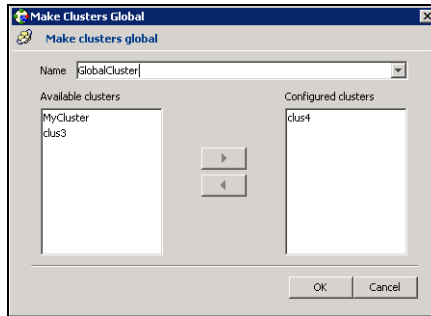 Make Clusters Global
Make clusters global
Name GlobalCluster
Available clusters Configured clusters
MyCluster clus4
clus3
OK Cancel